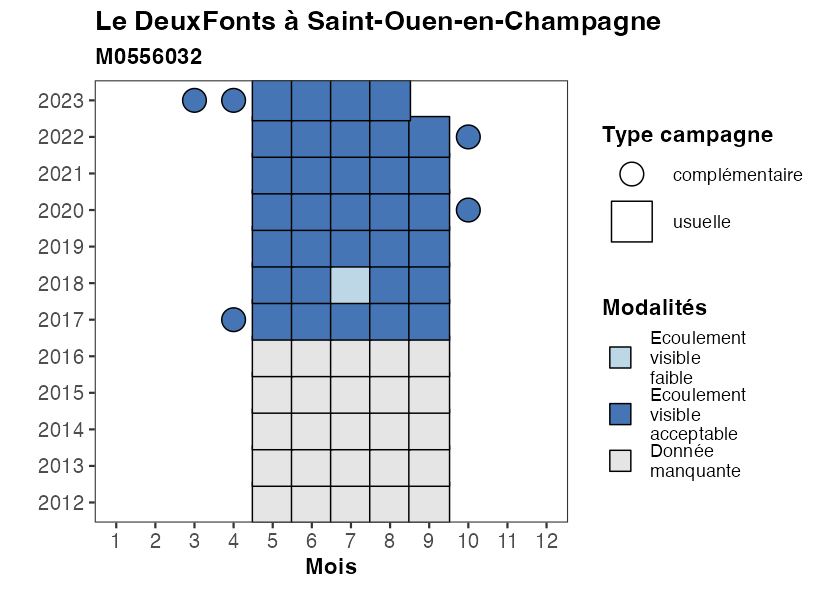 Le DeuxFonts à Saint-Ouen-en-Champagne
M0556032
2023
2022
2021
2020
2019
2018
2017
2016
2015
2014
2013
2012
1 2 3 4 5 6 7 8 9 10 11 12
Mois
Type campagne
complémentaire
usuelle
Modalités
Ecoulement
visible
faible
Ecoulement
visible
acceptable
Donnée
manquante